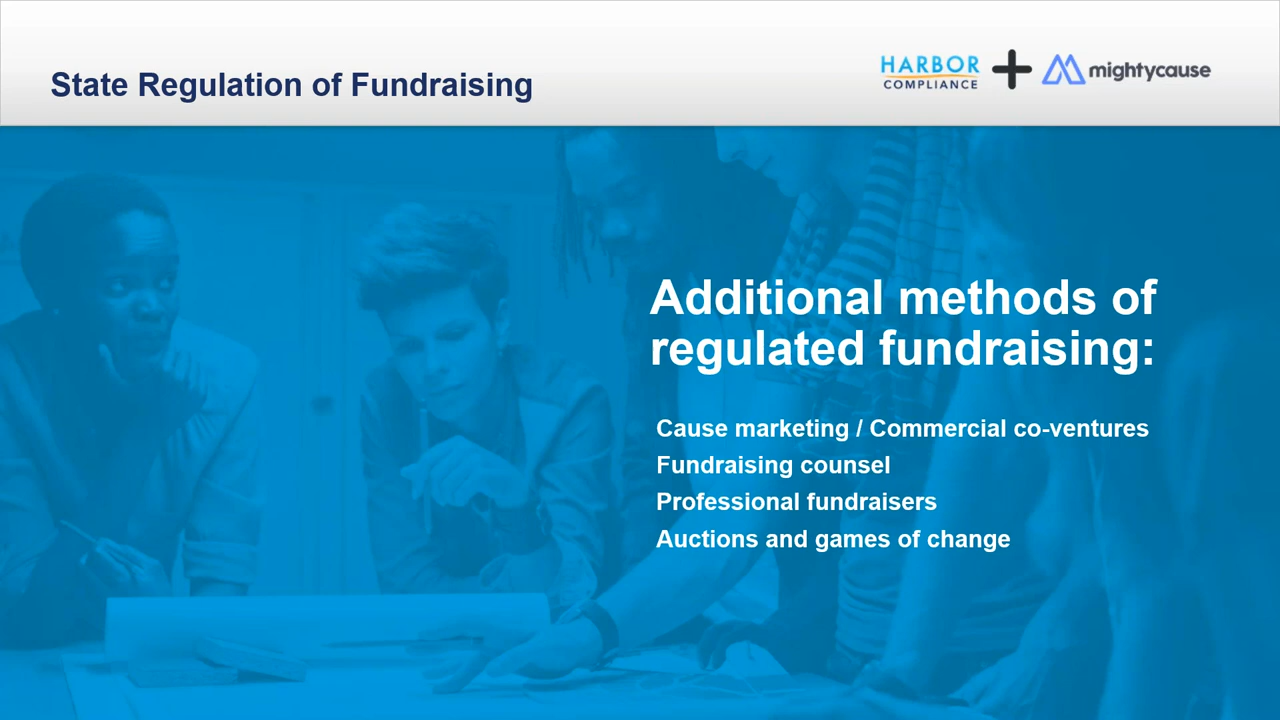 State Regulation of Fundraising
HARBOR
COMPLIANCE
mightycause
Additional methods of
regulated fundraising:
Cause marketing / Commercial co-ventures
Fundraising counsel
Professional fundraisers
Auctions and games of change